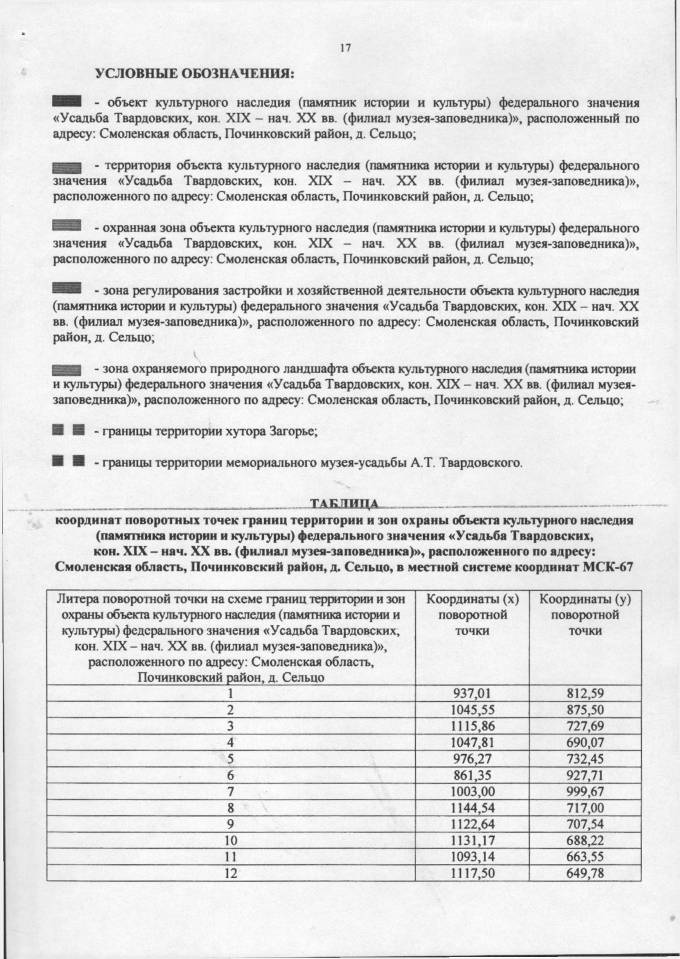 17
УСЛОВНЫЕ ОБОЗНАЧЕНИЯ:
- объект культурного наследия (памятник истории и культуры) федерального значения
«Усадьба Твардовских, кон. XIX – нач. XX вв. (филиал музея-заповедника)», расположенный по
адресу: Смоленская область, Починковский район, д. Сельцо;
- территория объекта культурного наследия (памятника истории и культуры) федерального
значения «Усадьба Твардовских, кон. XIX – нач. XX вв. (филиал музея-заповедника)»,
расположенного по адресу: Смоленская область, Починковский район, д. Сельцо;
- охранная зона объекта культурного наследия (памятника истории и культуры) федерального
значения «Усадьба Твардовских, кон. XIX – нач. XX вв. (филиал музея-заповедника)»,
расположенного по адресу: Смоленская область, Починковский район, д. Сельцо;
- зона регулирования застройки и хозяйственной деятельности объекта культурного наследия
(памятника истории и культуры) федерального значения «Усадьба Твардовских, кон. XIX – нач. XX
вв. (филиал музея-заповедника)», расположенного по адресу: Смоленская область, Починковский
район, д. Сельцо;
- зона охраняемого природного ландшафта объекта культурного наследия (памятника истории
и культуры) федерального значения «Усадьба Твардовских, кон. XIX – нач. XX вв. (филиал музея-
заповедника)», расположенного по адресу: Смоленская область, Починковский район, д. Сельцо;
- границы территории хутора Загорье;
- границы территории мемориального музея-усадьбы А.Т. Твардовского.
ТАБЛИЦА
координат поворотных точек границ территории и зон охраны объекта культурного наследия
(памятника истории и культуры) федерального значения «Усадьба Твардовских,
кон. XIX – нач. XX вв. (филиал музея-заповедника)», расположенного по адресу:
Смоленская область, Починковский район, д. Сельцо, в местной системе координат МСК-67
Литера поворотной точки на схеме границ территории и зон Координаты (x) Координаты (y)
охраны объекта культурного наследия (памятника истории и поворотной поворотной
культуры) федерального значения «Усадьба Твардовских, точки точки
кон. XIX – нач. XX вв. (филиал музея-заповедника)»,
расположенного по адресу: Смоленская область,
Починковский район, д. Сельцо
1 937,01 812,59
2 1045,55 875,50
3 1115,86 727,69
4 1047,81 690,07
5 976,27 732,45
6 861,35 927,71
7 1003,00 999,67
8 1144,54 717,00
9 1122,64 707,54
10 1131,17 688,22
11 1093,14 663,55
12 1117,50 649,78